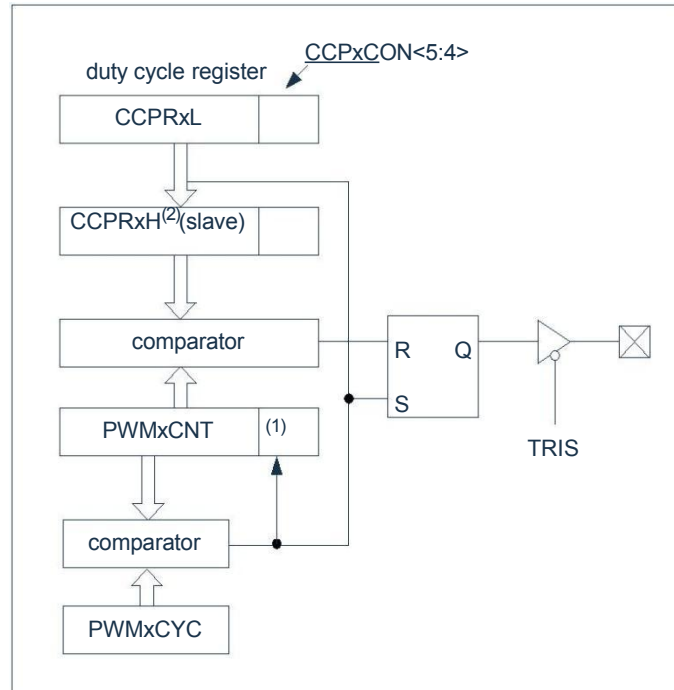 CCPxCON<5:4>
duty cycle register
CCPRxL
CCPRxH(2)(slave)
comparator
R Q
S
PWMxCNT (1)
TRIS
comparator
PWMxCYC